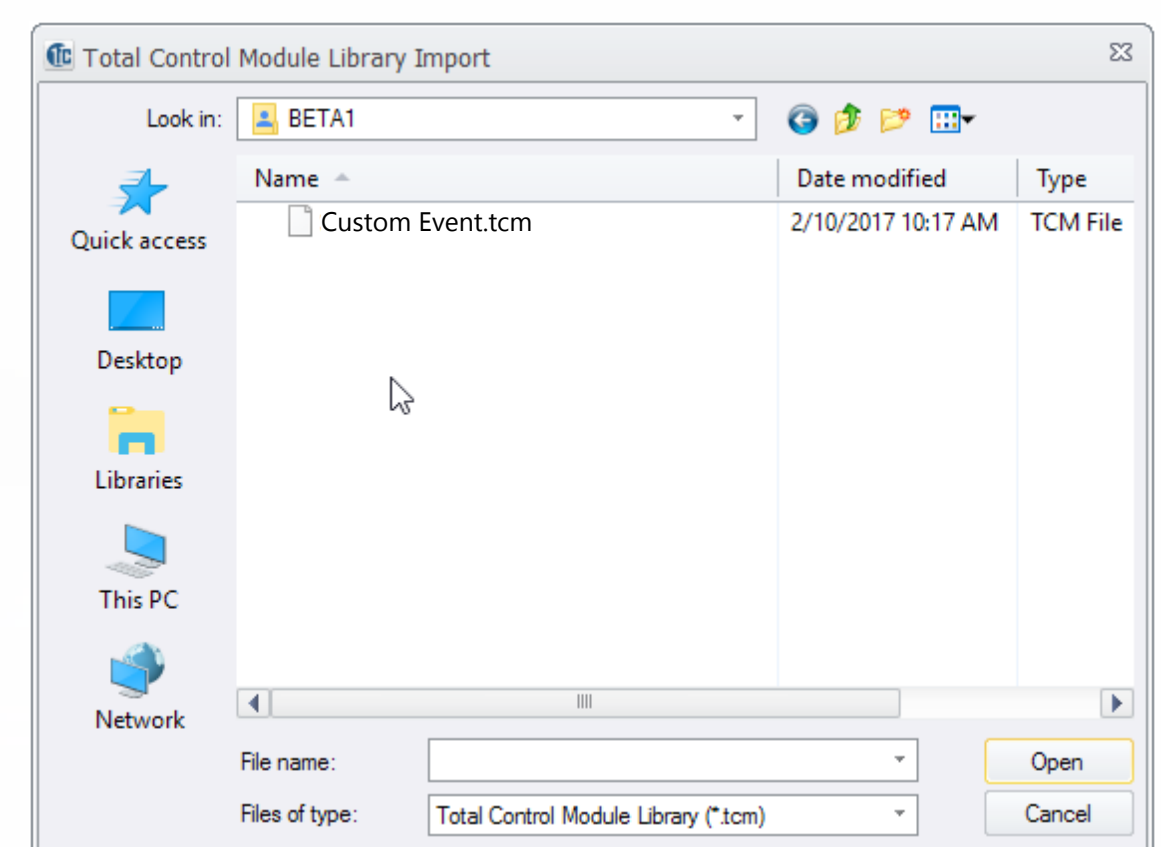 Total Control Module Library Import
Look in: BETA1
Name Date modified Type
Custom Event.tcm 2/10/2017 10:17 AM TCM File
Quick access
Desktop
Libraries
This PC
Network
File name: Open
Files of type: Total Control Module Library (*.tcm) Cancel